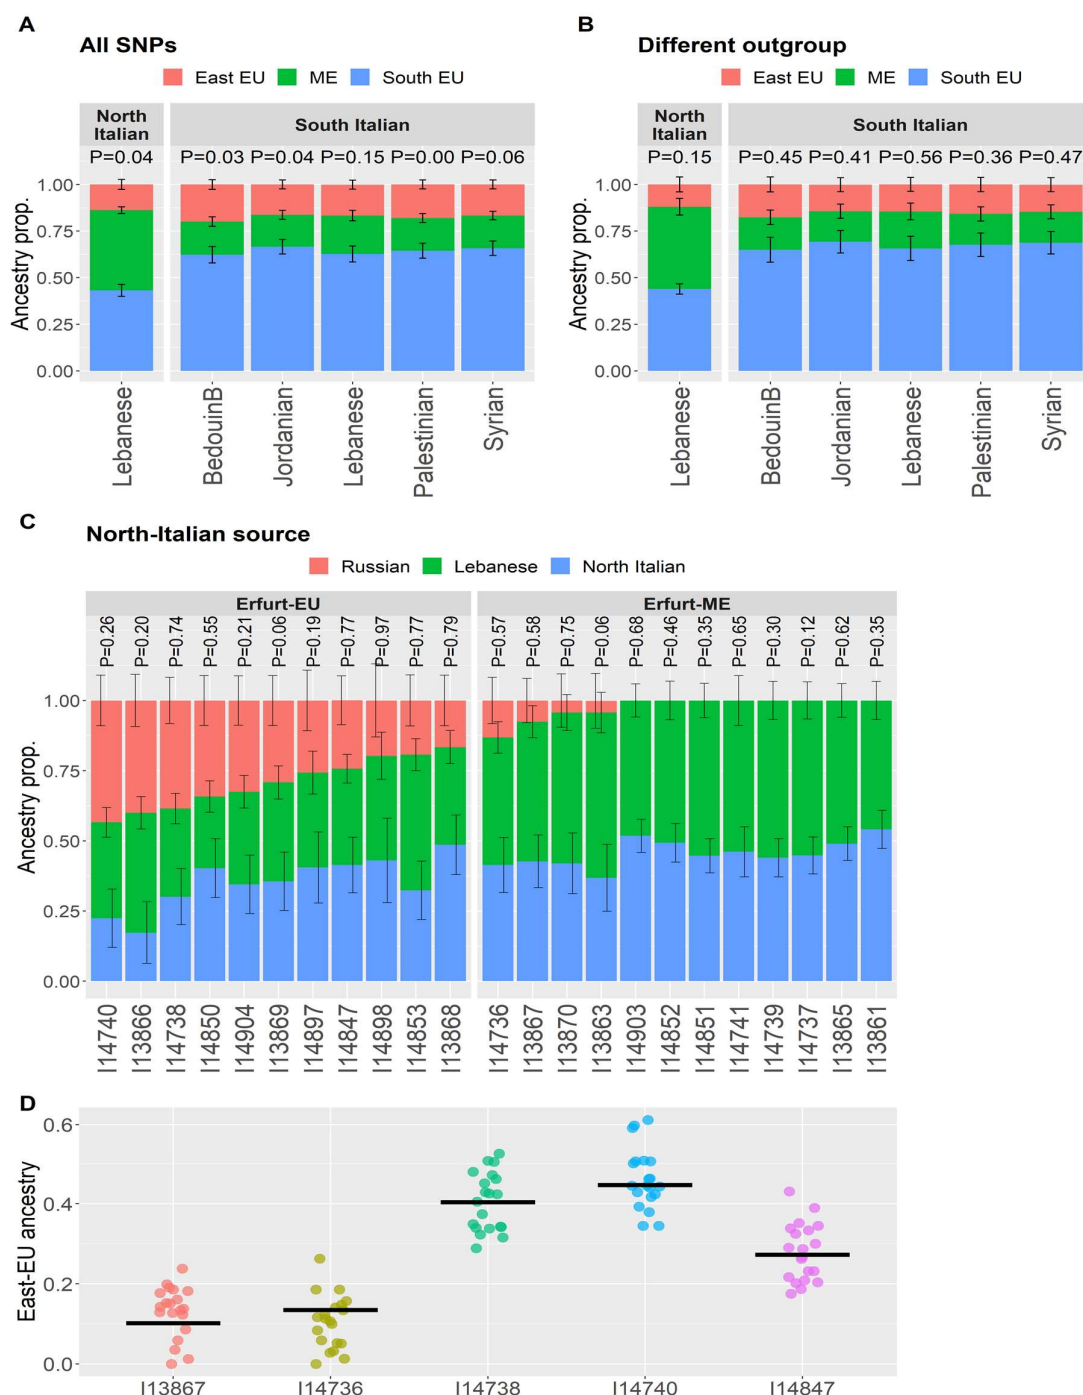 A
All SNPs
East EU ME South EU
North Italian
South Italian
P=0.04 P=0.03 P=0.04 P=0.15 P=0.00 P=0.06
Ancestry prop.
1.00
0.75
0.50
0.25
0.00
Lebanese BedouinB Jordanian Lebanese Palestinian Syrian
B
Different outgroup
East EU ME South EU
North Italian
South Italian
P=0.15 P=0.45 P=0.41 P=0.56 P=0.36 P=0.47
Ancestry prop.
1.00
0.75
0.50
0.25
0.00
Lebanese BedouinB Jordanian Lebanese Palestinian Syrian
C
North-Italian source
Russian Lebanese North Italian
Erfurt-EU
Erfurt-ME
P=0.26 P=0.20 P=0.74 P=0.55 P=0.21 P=0.06 P=0.19 P=0.77 P=0.97 P=0.77 P=0.79
P=0.57 P=0.58 P=0.75 P=0.06 P=0.68 P=0.46 P=0.35 P=0.65 P=0.30 P=0.12 P=0.62 P=0.35
Ancestry prop.
1.00
0.75
0.50
0.25
0.00
I14740 I13866 I14738 I14850 I14904 I13869 I14897 I14847 I14898 I14853 I13868
I14736 I13867 I13870 I13863 I14903 I14852 I14851 I14741 I14739 I14737 I13865 I13861
D
East-EU ancestry
0.6
0.4
0.2
0.0
I13867 I14736 I14738 I14740 I14847